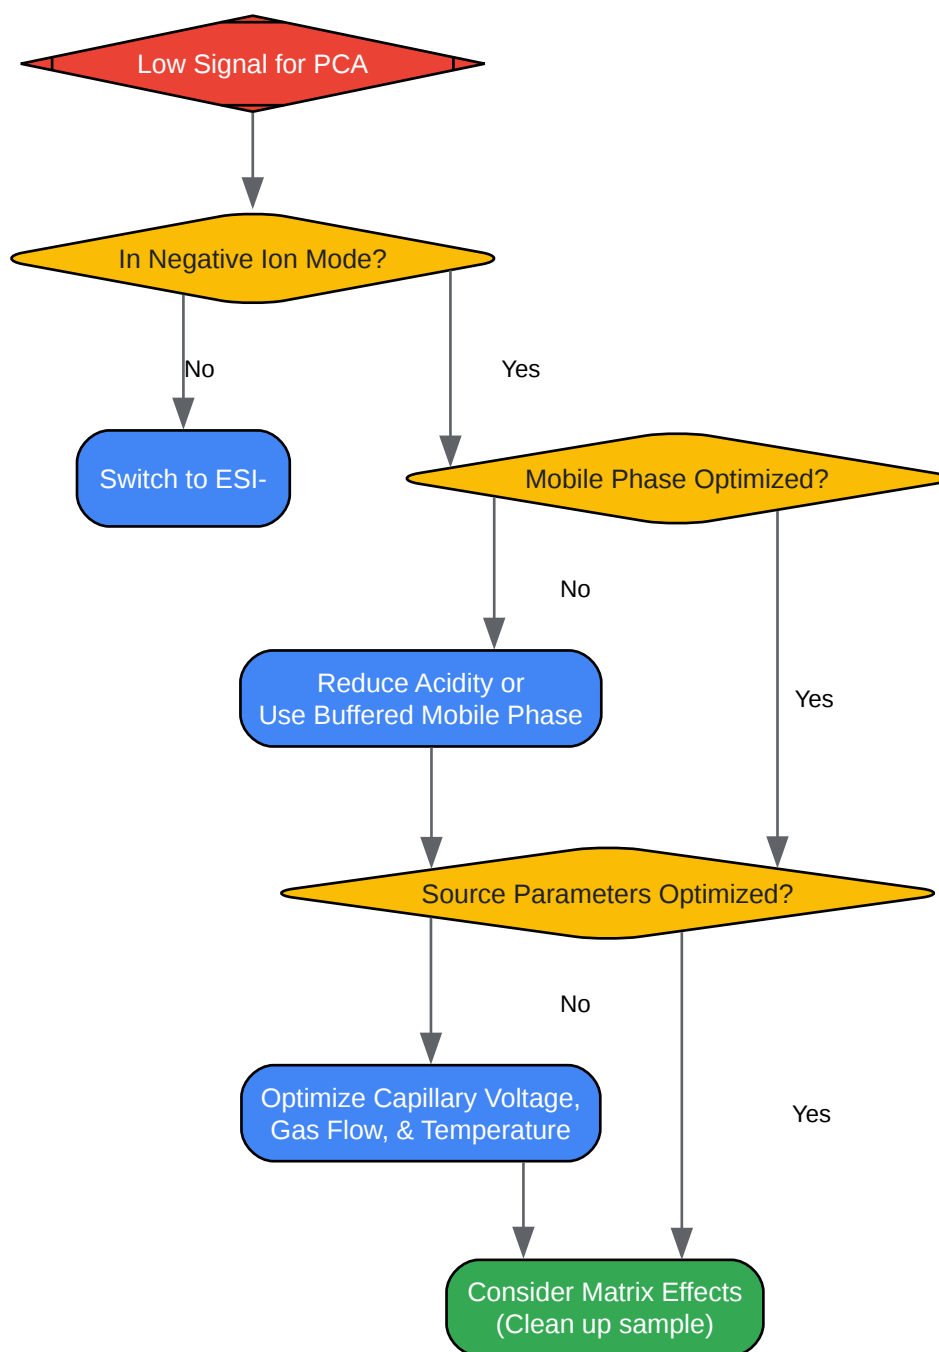 Low Signal for PCA
In Negative Ion Mode?
No
Yes
Switch to ESI-
Mobile Phase Optimized?
No
Reduce Acidity or
Use Buffered Mobile Phase
Yes
Source Parameters Optimized?
No
Optimize Capillary Voltage,
Gas Flow, & Temperature
Yes
Consider Matrix Effects
(Clean up sample)